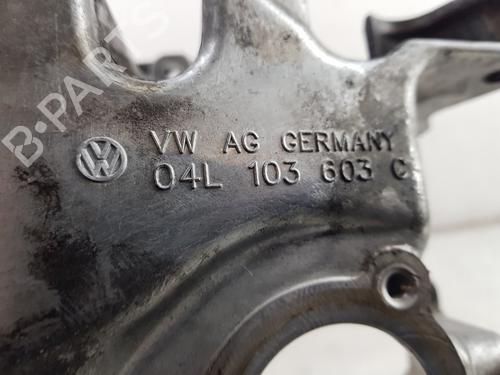 B-PARTS
VW AG GERMANY
04L 103 603 C